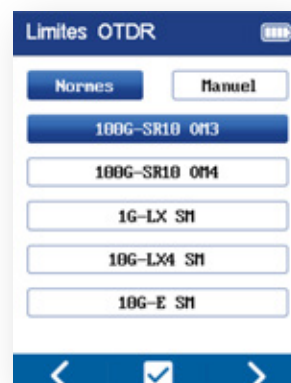 Limites OTDR
Normes Manuel
100G-SR10 OM3
100G-SR10 OM4
1G-LX SM
10G-LX4 SM
10G-E SM